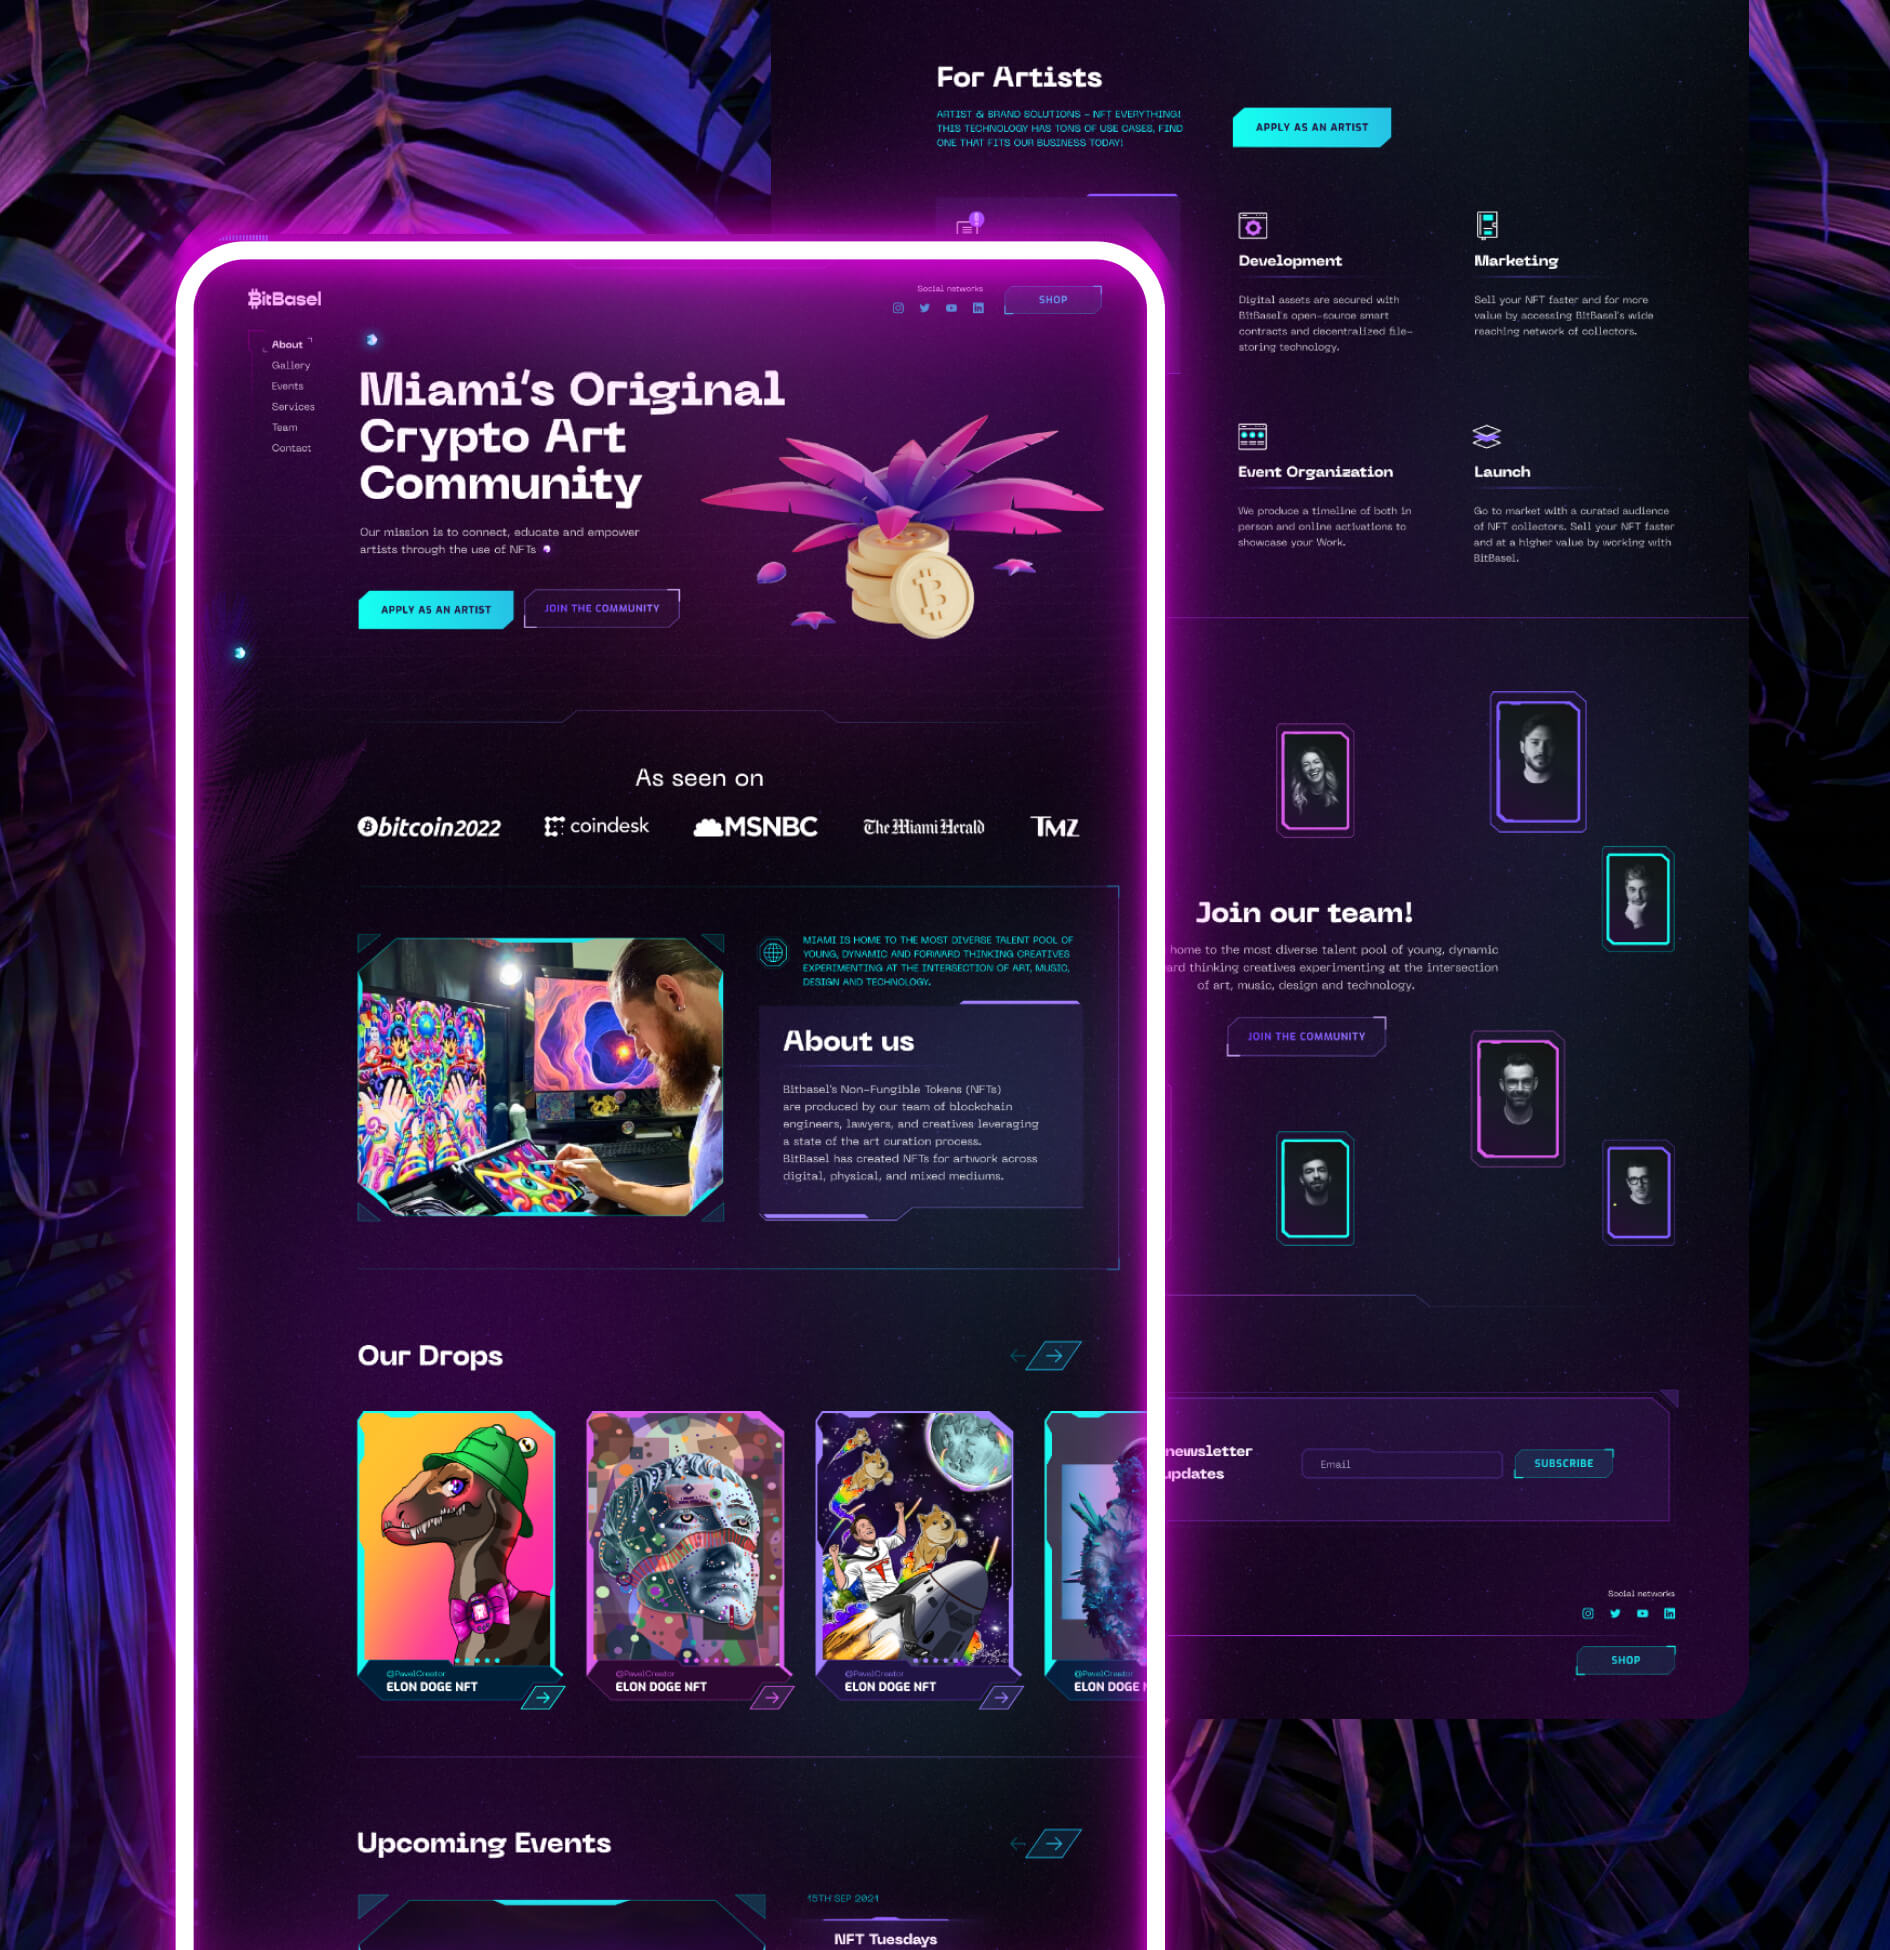 For Artists
ARTIST & BRAND SOLUTIONS - NFT EVERYTHING!
THIS TECHNOLOGY HAS TONS OF USE CASES, FIND
ONE THAT FITS OUR BUSINESS TODAY!
APPLY AS AN ARTIST
Development
Digital assets are secured with
BitBasel's open-source smart
contracts and decentralized file-
storing technology.
Marketing
Sell your NFT faster and for more
value by accessing BitBasel's wide
reaching network of collectors.
Event Organization
We produce a timeline of both in
person and online activations to
showcase your Work.
Launch
Go to market with a curated audience
of NFT collectors. Sell your NFT faster
and at a higher value by working with
BitBasel.
Join our team!
home to the most diverse talent pool of young, dynamic
ard thinking creatives experimenting at the intersection
of art, music, design and technology.
JOIN THE COMMUNITY
newsletter
updates
Email
SUBSCRIBE
Social networks
SHOP
BitBasel
Social networks
SHOP
About
Gallery
Events
Services
Team
Contact
Miami's Original
Crypto Art
Community
Our mission is to connect, educate and empower
artists through the use of NFTs
APPLY AS AN ARTIST
JOIN THE COMMUNITY
As seen on
bitcoin2022
coindesk
MSNBC
The Miami Herald
TMZ
MIAMI IS HOME TO THE MOST DIVERSE TALENT POOL OF
YOUNG, DYNAMIC AND FORWARD THINKING CREATIVES
EXPERIMENTING AT THE INTERSECTION OF ART, MUSIC,
DESIGN AND TECHNOLOGY.
About us
Bitbasel's Non-Fungible Tokens (NFTs)
are produced by our team of blockchain
engineers, lawyers, and creatives leveraging
a state of the art curation process.
BitBasel has created NFTs for artwork across
digital, physical, and mixed mediums.
Our Drops
@PavelCreator
ELON DOGE NFT
@PavelCreator
ELON DOGE NFT
@PavelCreator
ELON DOGE NFT
@PavelCreator
ELON DOGE
Upcoming Events
15TH SEP 2021
NFT Tuesdays